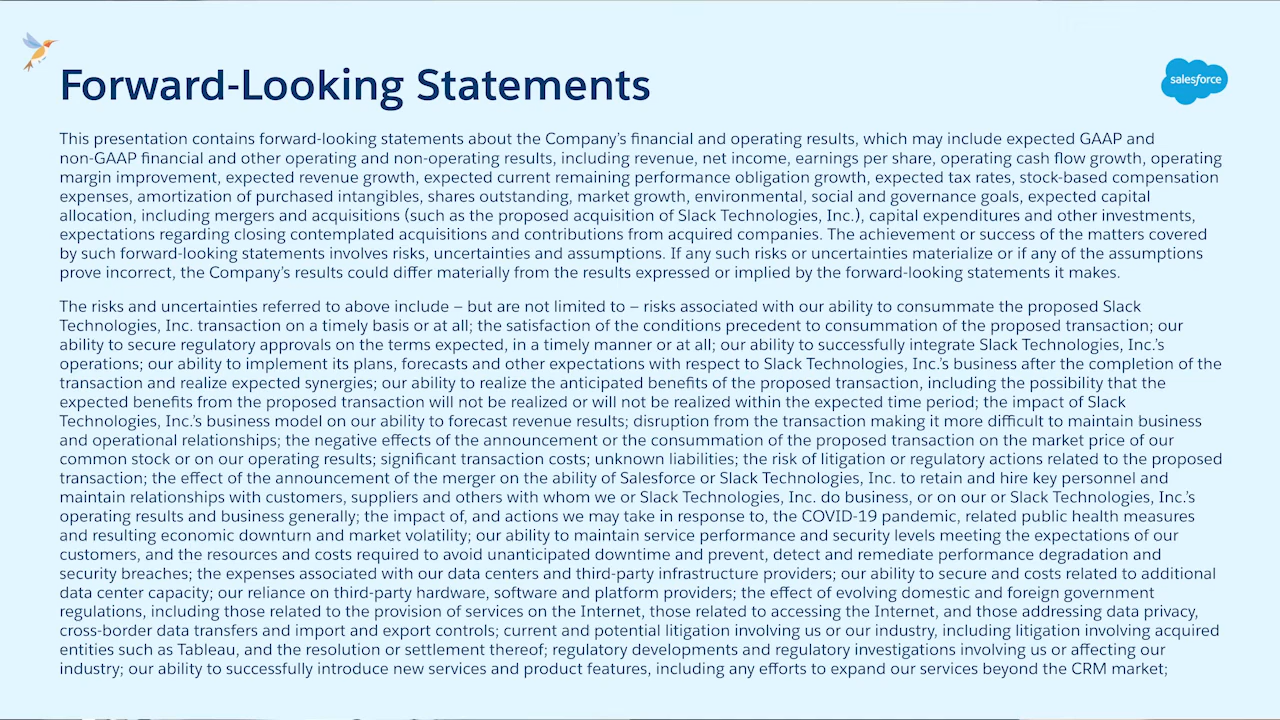 Forward-Looking Statements
salesforce
This presentation contains forward-looking statements about the Company's financial and operating results, which may include expected GAAP and
non-GAAP financial and other operating and non-operating results, including revenue, net income, earnings per share, operating cash flow growth, operating
margin improvement, expected revenue growth, expected current remaining performance obligation growth, expected tax rates, stock-based compensation
expenses, amortization of purchased intangibles, shares outstanding, market growth, environmental, social and governance goals, expected capital
allocation, including mergers and acquisitions (such as the proposed acquisition of Slack Technologies, Inc.), capital expenditures and other investments,
expectations regarding closing contemplated acquisitions and contributions from acquired companies. The achievement or success of the matters covered
by such forward-looking statements involves risks, uncertainties and assumptions. If any such risks or uncertainties materialize or if any of the assumptions
prove incorrect, the Company's results could differ materially from the results expressed or implied by the forward-looking statements it makes.
The risks and uncertainties referred to above include – but are not limited to – risks associated with our ability to consummate the proposed Slack
Technologies, Inc. transaction on a timely basis or at all; the satisfaction of the conditions precedent to consummation of the proposed transaction; our
ability to secure regulatory approvals on the terms expected, in a timely manner or at all; our ability to successfully integrate Slack Technologies, Inc.'s
operations; our ability to implement its plans, forecasts and other expectations with respect to Slack Technologies, Inc.'s business after the completion of the
transaction and realize expected synergies; our ability to realize the anticipated benefits of the proposed transaction, including the possibility that the
expected benefits from the proposed transaction will not be realized or will not be realized within the expected time period; the impact of Slack
Technologies, Inc.'s business model on our ability to forecast revenue results; disruption from the transaction making it more difficult to maintain business
and operational relationships; the negative effects of the announcement or the consummation of the proposed transaction on the market price of our
common stock or on our operating results; significant transaction costs; unknown liabilities; the risk of litigation or regulatory actions related to the proposed
transaction; the effect of the announcement of the merger on the ability of Salesforce or Slack Technologies, Inc. to retain and hire key personnel and
maintain relationships with customers, suppliers and others with whom we or Slack Technologies, Inc. do business, or on our or Slack Technologies, Inc.'s
operating results and business generally; the impact of, and actions we may take in response to, the COVID-19 pandemic, related public health measures
and resulting economic downturn and market volatility; our ability to maintain service performance and security levels meeting the expectations of our
customers, and the resources and costs required to avoid unanticipated downtime and prevent, detect and remediate performance degradation and
security breaches; the expenses associated with our data centers and third-party infrastructure providers; our ability to secure and costs related to additional
data center capacity; our reliance on third-party hardware, software and platform providers; the effect of evolving domestic and foreign government
regulations, including those related to the provision of services on the Internet, those related to accessing the Internet, and those addressing data privacy,
cross-border data transfers and import and export controls; current and potential litigation involving us or our industry, including litigation involving acquired
entities such as Tableau, and the resolution or settlement thereof; regulatory developments and regulatory investigations involving us or affecting our
industry; our ability to successfully introduce new services and product features, including any efforts to expand our services beyond the CRM market;